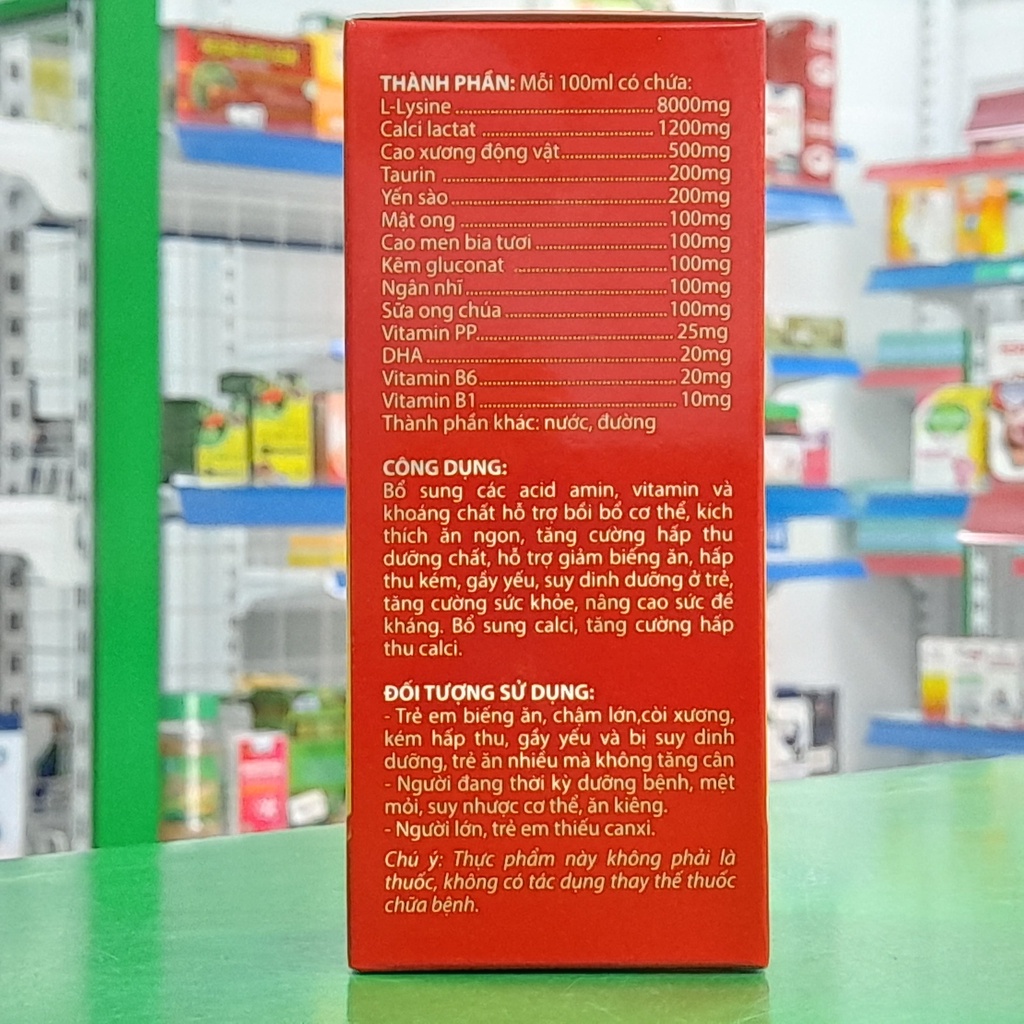 THÀNH PHẦN: Mỗi 100ml có chứa:
L-Lysine 8000mg
Calci lactat 1200mg
Cao xương động vật 500mg
Taurin 200mg
Yến sào 200mg
Mật ong 100mg
Cao men bia tươi 100mg
Kẽm gluconat 100mg
Ngân nhĩ 100mg
Sữa ong chúa 100mg
Vitamin PP 25mg
DHA 20mg
Vitamin B6 20mg
Vitamin B1 10mg
Thành phần khác: nước, đường
CÔNG DỤNG:
Bổ sung các acid amin, vitamin và
khoáng chất hỗ trợ bồi bổ cơ thể, kích
thích ăn ngon, tăng cường hấp thu
dưỡng chất, hỗ trợ giảm biếng ăn, hấp
thu kém, gầy yếu, suy dinh dưỡng ở trẻ,
tăng cường sức khỏe, nâng cao sức đề
kháng. Bổ sung calci, tăng cường hấp
thu calci.
ĐỐI TƯỢNG SỬ DỤNG:
- Trẻ em biếng ăn, chậm lớn,còi xương,
kém hấp thu, gầy yếu và bị suy dinh
dưỡng, trẻ ăn nhiều mà không tăng cân
- Người đang thời kỳ dưỡng bệnh, mệt
mỏi, suy nhược cơ thể, ăn kiêng.
- Người lớn, trẻ em thiếu canxi.
Chú ý: Thực phẩm này không phải là
thuốc, không có tác dụng thay thế thuốc
chữa bệnh.